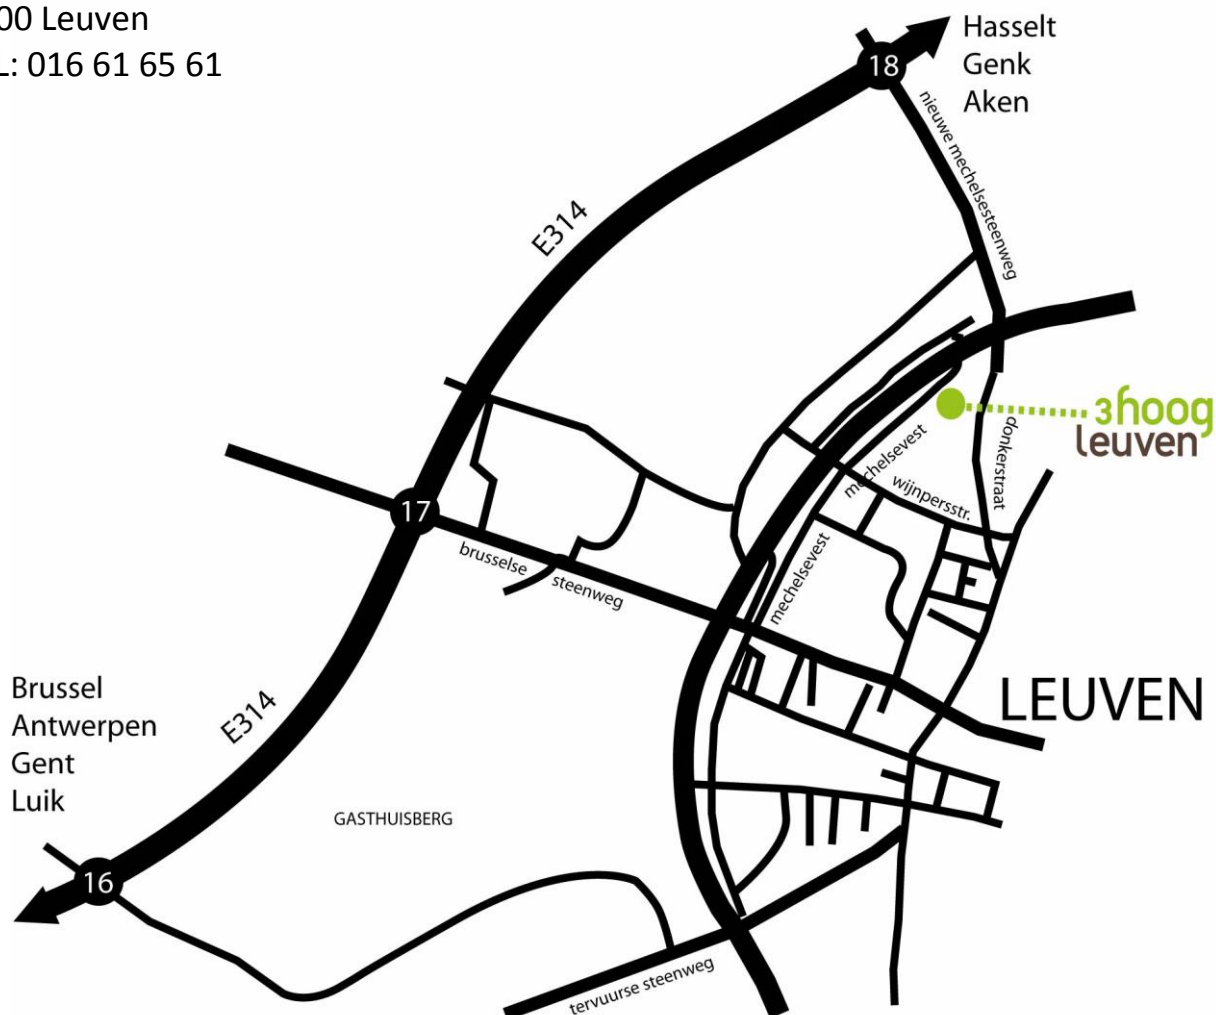 00 Leuven
L: 016 61 65 61
Hasselt
Genk
Aken
18
nieuwe mechelsesteenweg
E314
3hoog
leuven
donkerstraat
mechelsevest
wijnpersstr.
17
brusselse steenweg
mechelsevest
LEUVEN
Brussel
Antwerpen
Gent
Luik
E314
GASTHUISBERG
16
tervuurse steenweg